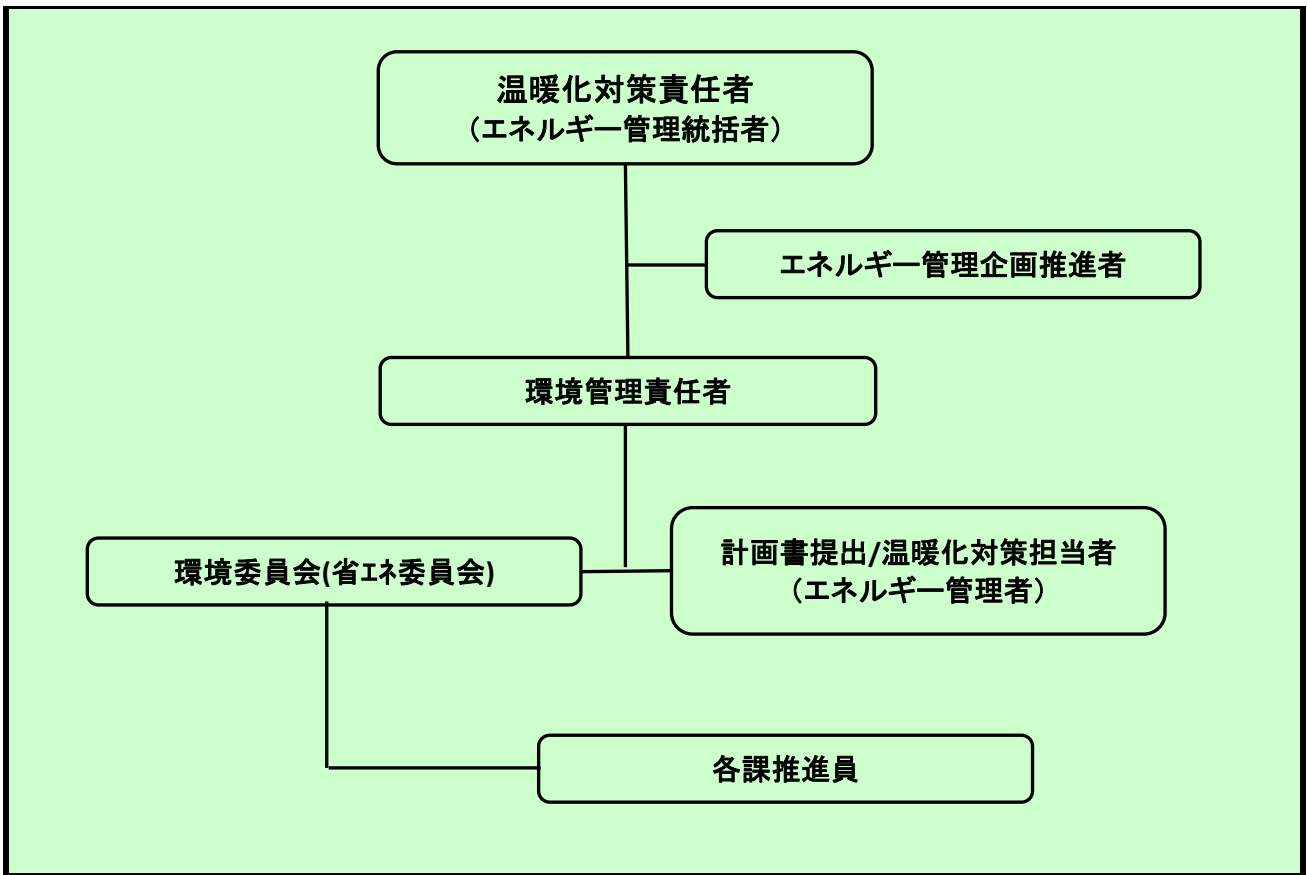 温暖化対策責任者
（エネルギー管理統括者）
エネルギー管理企画推進者
環境管理責任者
環境委員会(省ｴﾈ委員会)
計画書提出/温暖化対策担当者
（エネルギー管理者）
各課推進員